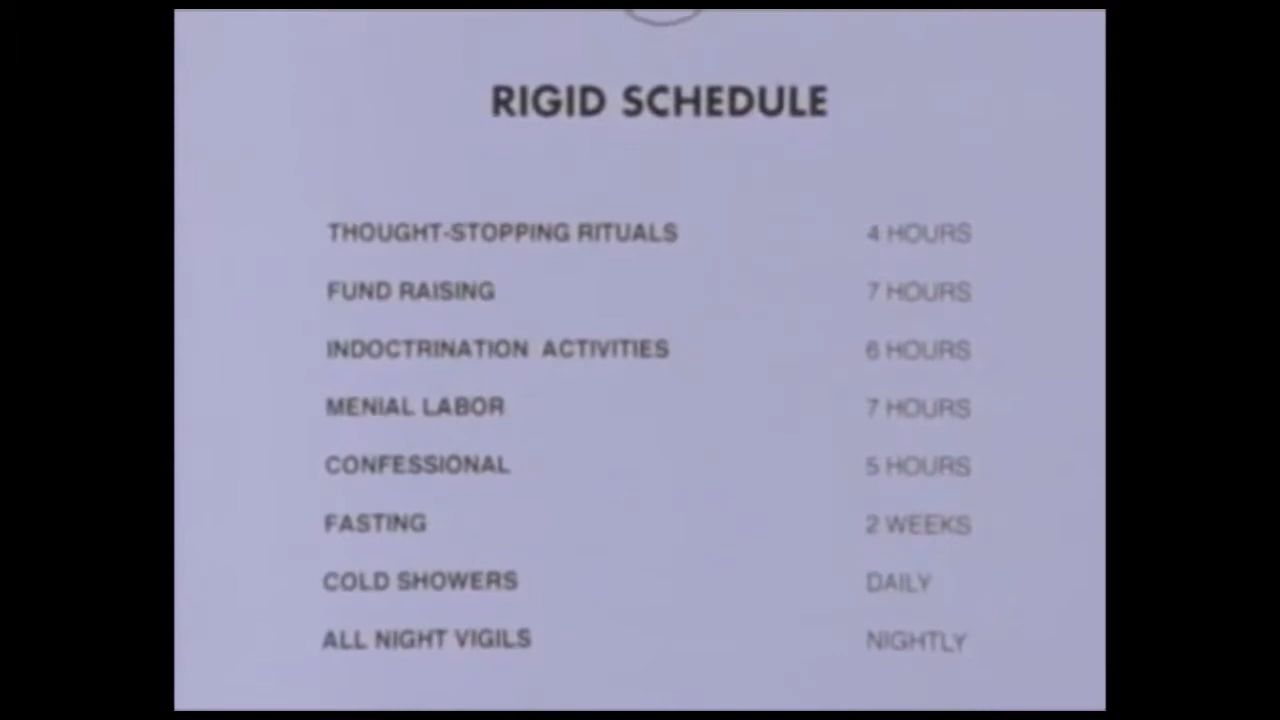 RIGID SCHEDULE
THOUGHT-STOPPING RITUALS 4 HOURS
FUND RAISING 7 HOURS
INDOCTRINATION ACTIVITIES 6 HOURS
MENIAL LABOR 7 HOURS
CONFESSIONAL 5 HOURS
FASTING 2 WEEKS
COLD SHOWERS DAILY
ALL NIGHT VIGILS NIGHTLY